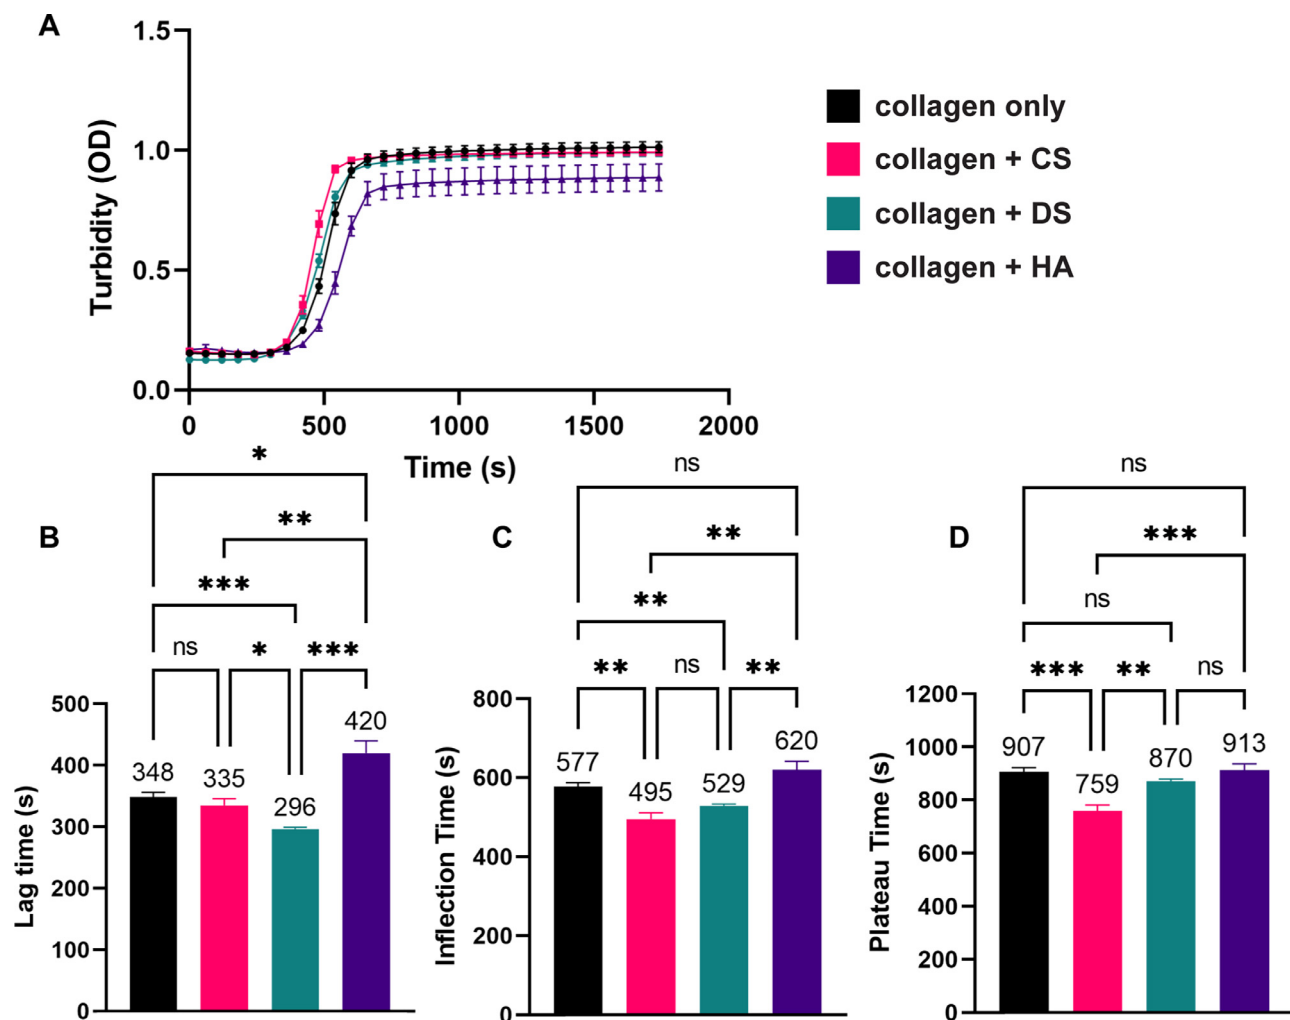 A
1.5
1.0
0.5
0.0
Turbidity (OD)
0
500
1000
1500
2000
Time (s)
collagen only
collagen + CS
collagen + DS
collagen + HA
B
*
**
***
ns
*
***
500
400
300
200
100
0
Lag time (s)
348
335
296
420
C
ns
**
**
**
ns
**
800
600
400
200
0
Inflection Time (s)
577
495
529
620
D
ns
***
ns
***
**
ns
1200
1000
800
600
400
200
0
Plateau Time (s)
907
759
870
913